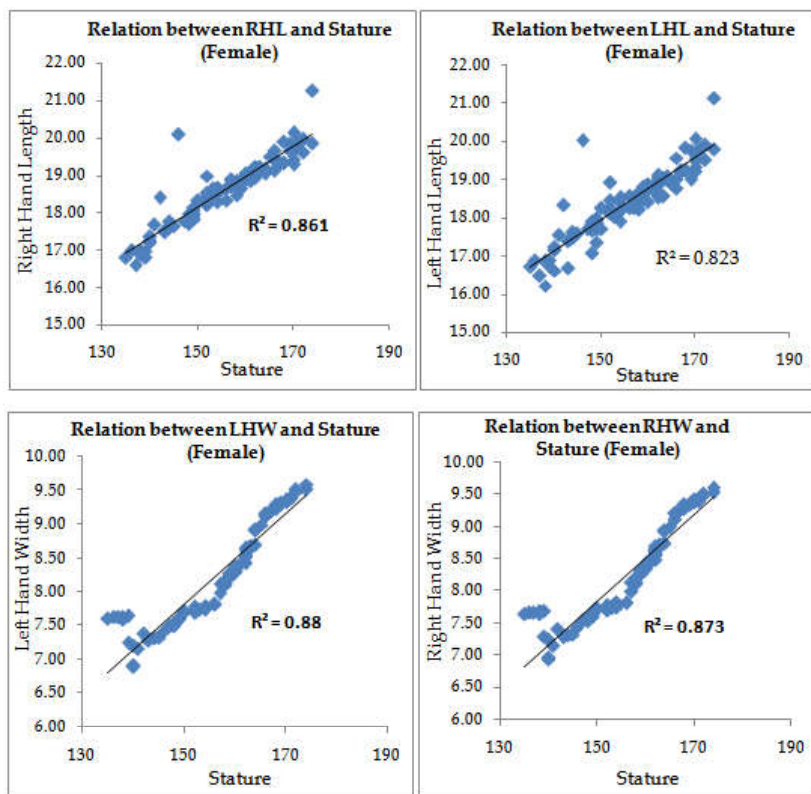 Relation between RHL and Stature
(Female)
22.00
21.00
20.00
19.00
18.00
17.00
16.00
15.00
Right Hand Length
R² = 0.861
130 150 170 190
Stature
Relation between LHL and Stature
(Female)
22.00
21.00
20.00
19.00
18.00
17.00
16.00
15.00
Left Hand Length
R² = 0.823
130 150 170 190
Stature
Relation between LHW and Stature
(Female)
10.00
9.50
9.00
8.50
8.00
7.50
7.00
6.50
6.00
Left Hand Width
R² = 0.88
130 150 170 190
Stature
Relation between RHW and
Stature (Female)
10.00
9.50
9.00
8.50
8.00
7.50
7.00
6.50
6.00
Right Hand Width
R² = 0.873
130 150 170 190
Stature